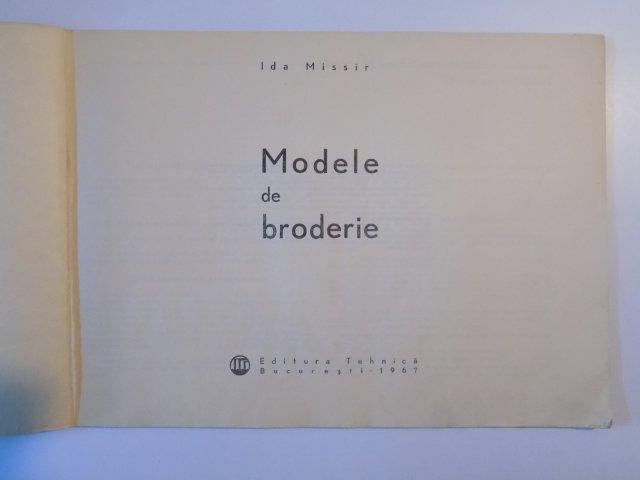 Ida Missir
Modele
de
broderie
Editura Tehnică
București - 1967